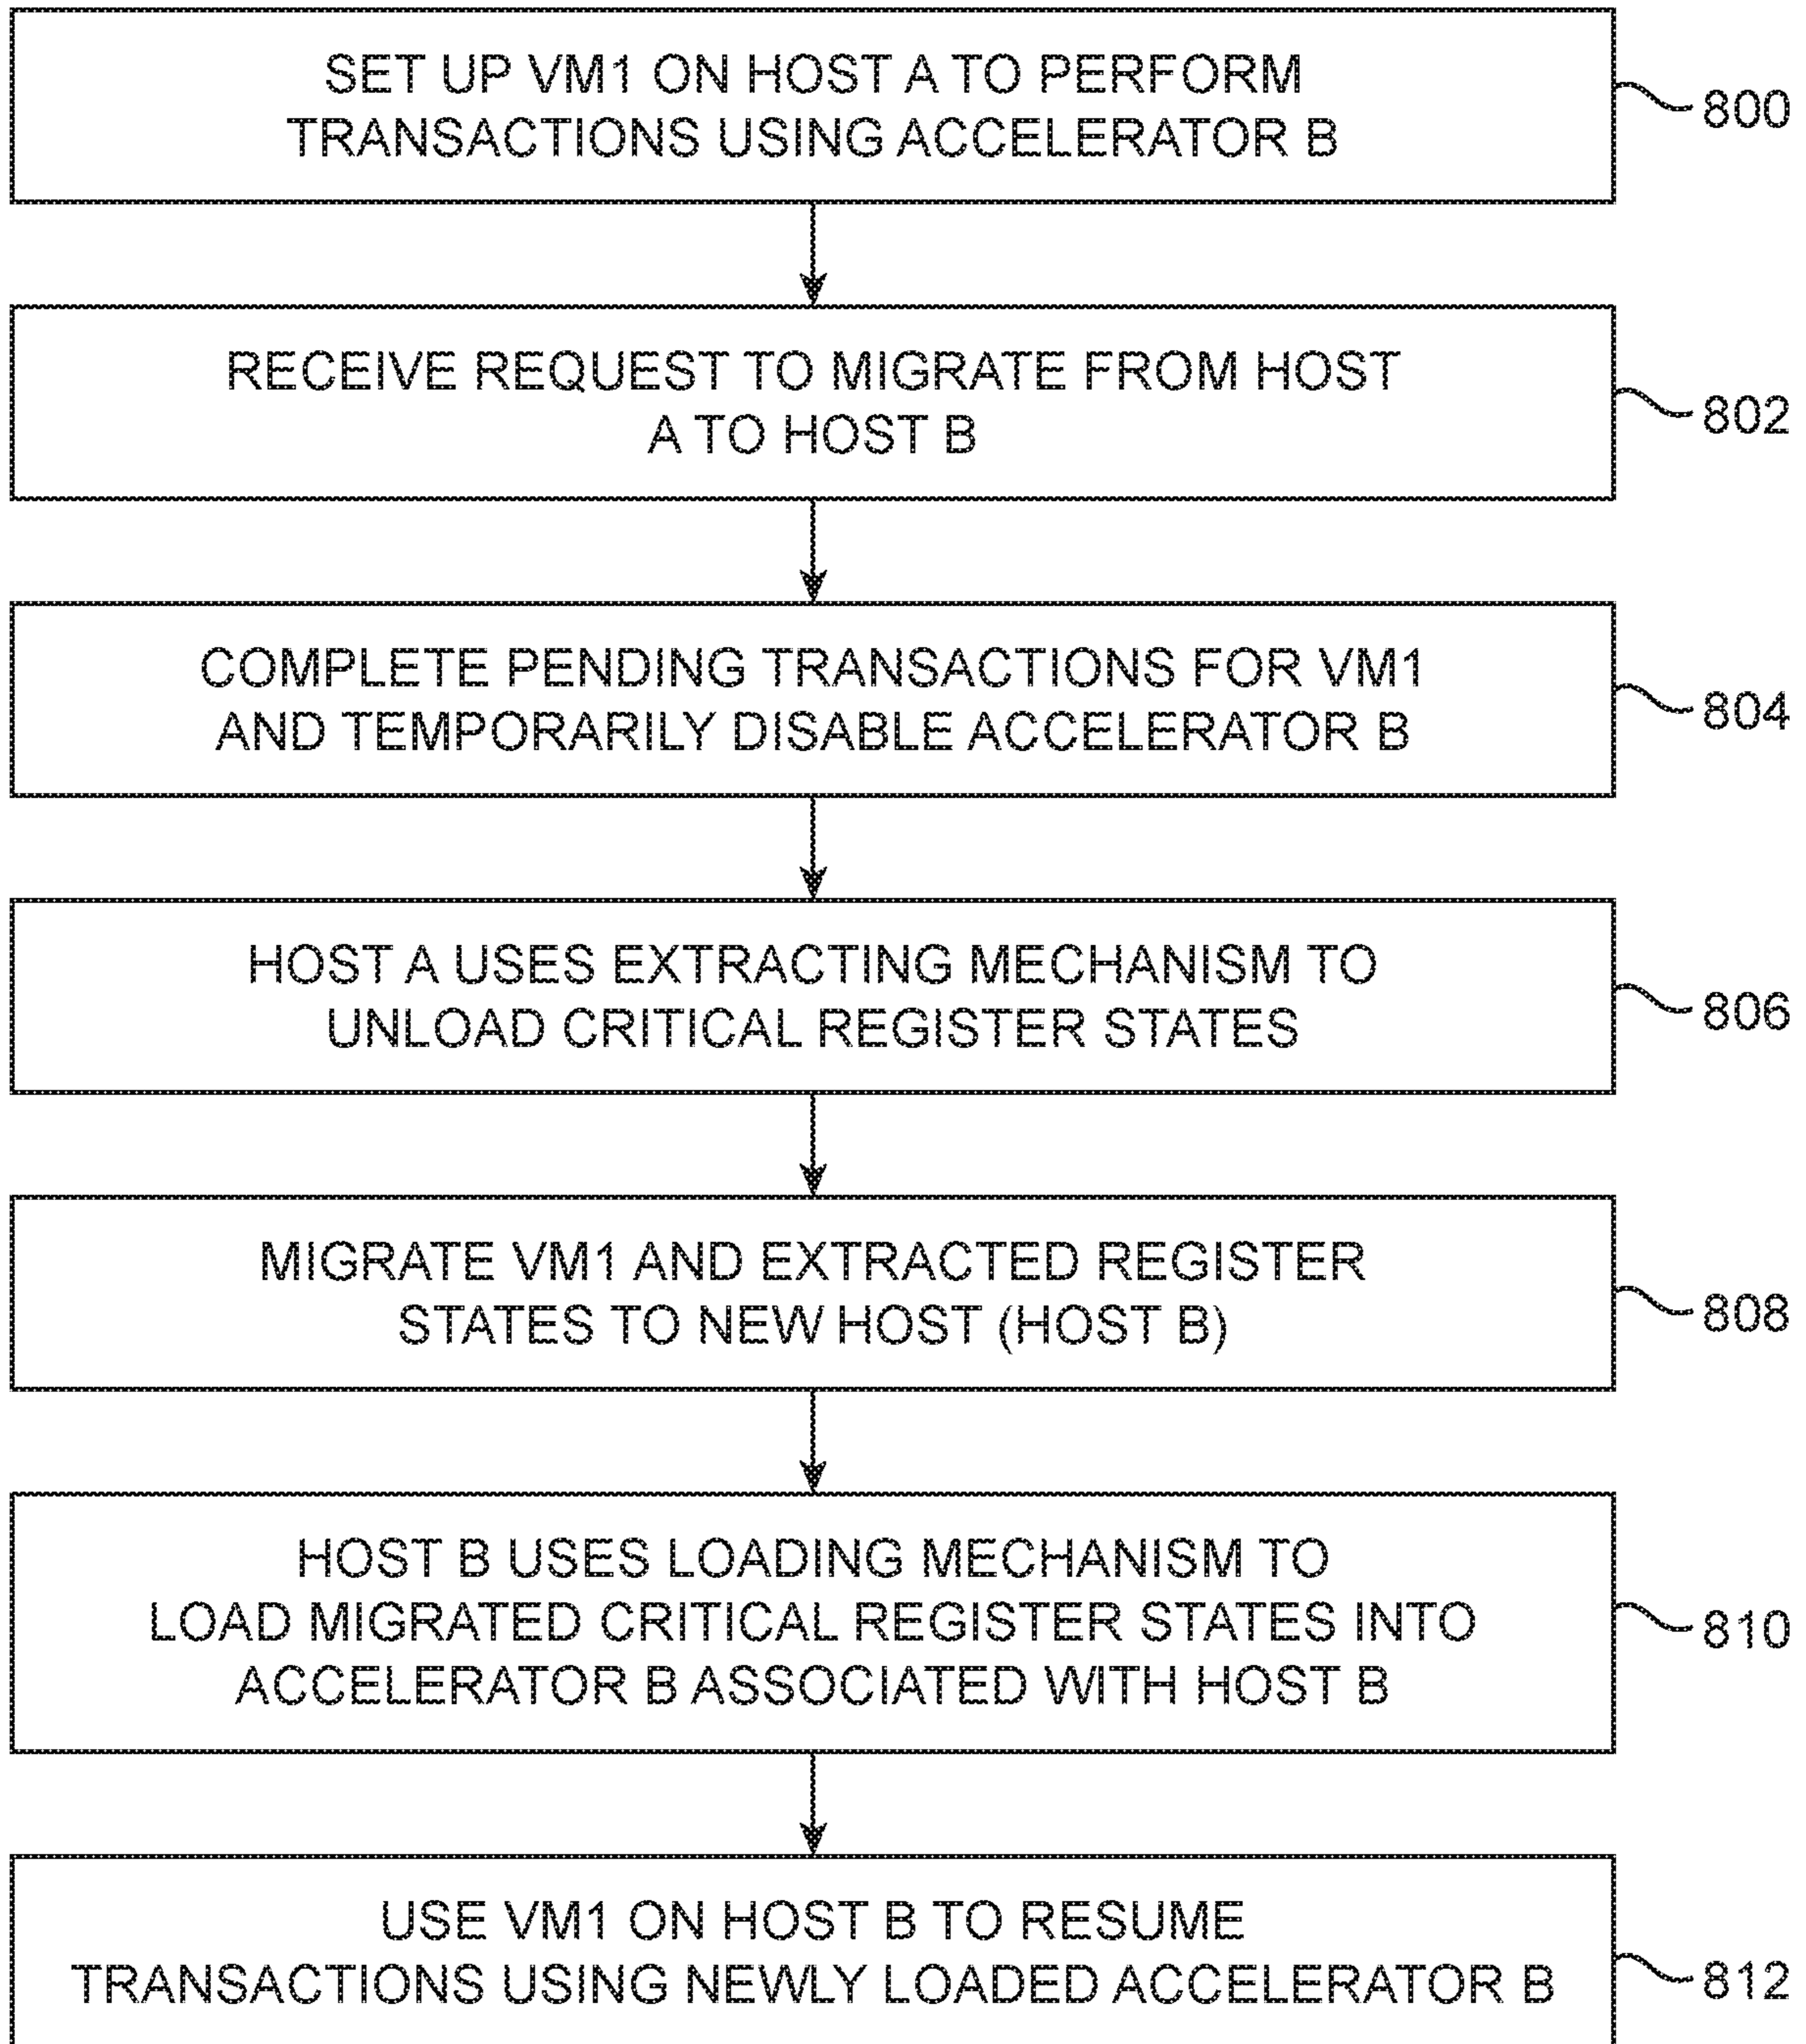 SET UP VM1 ON HOST A TO PERFORM
TRANSACTIONS USING ACCELERATOR B
800
RECEIVE REQUEST TO MIGRATE FROM HOST
A TO HOST B
802
COMPLETE PENDING TRANSACTIONS FOR VM1
AND TEMPORARILY DISABLE ACCELERATOR B
804
HOST A USES EXTRACTING MECHANISM TO
UNLOAD CRITICAL REGISTER STATES
806
MIGRATE VM1 AND EXTRACTED REGISTER
STATES TO NEW HOST (HOST B)
808
HOST B USES LOADING MECHANISM TO
LOAD MIGRATED CRITICAL REGISTER STATES INTO
ACCELERATOR B ASSOCIATED WITH HOST B
810
USE VM1 ON HOST B TO RESUME
TRANSACTIONS USING NEWLY LOADED ACCELERATOR B
812